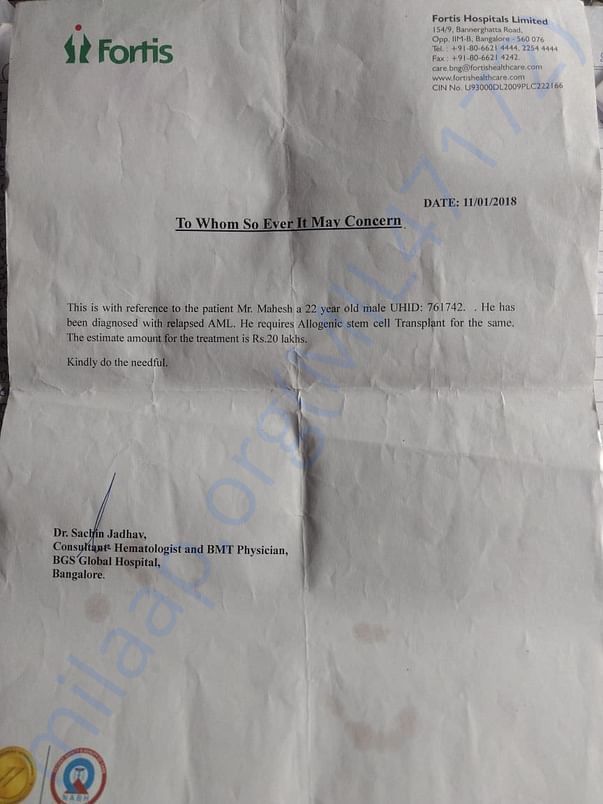 Fortis
Fortis Hospitals Limited
154/9, Bannerghatta Road,
Opp. IIM-B, Bangalore - 560 076
Tel. : +91-80-6621 4444, 2254 4444
Fax : +91-80-6621 4242.
care.bng@fortishealthcare.com
www.fortishealthcare.com
CIN No. U93000DL2009PLC222166
DATE: 11/01/2018
To Whom So Ever It May Concern .
This is with reference to the patient Mr. Mahesh a 22 year old male UHID: 761742. . He has
been diagnosed with relapsed AML. He requires Allogenic stem cell Transplant for the same.
The estimate amount for the treatment is Rs.20 lakhs.
Kindly do the needful.
Dr. Sachin Jadhav,
Consultant- Hematologist and BMT Physician,
BGS Global Hospital,
Bangalore.
NABH
milaap.org(MIL471172)